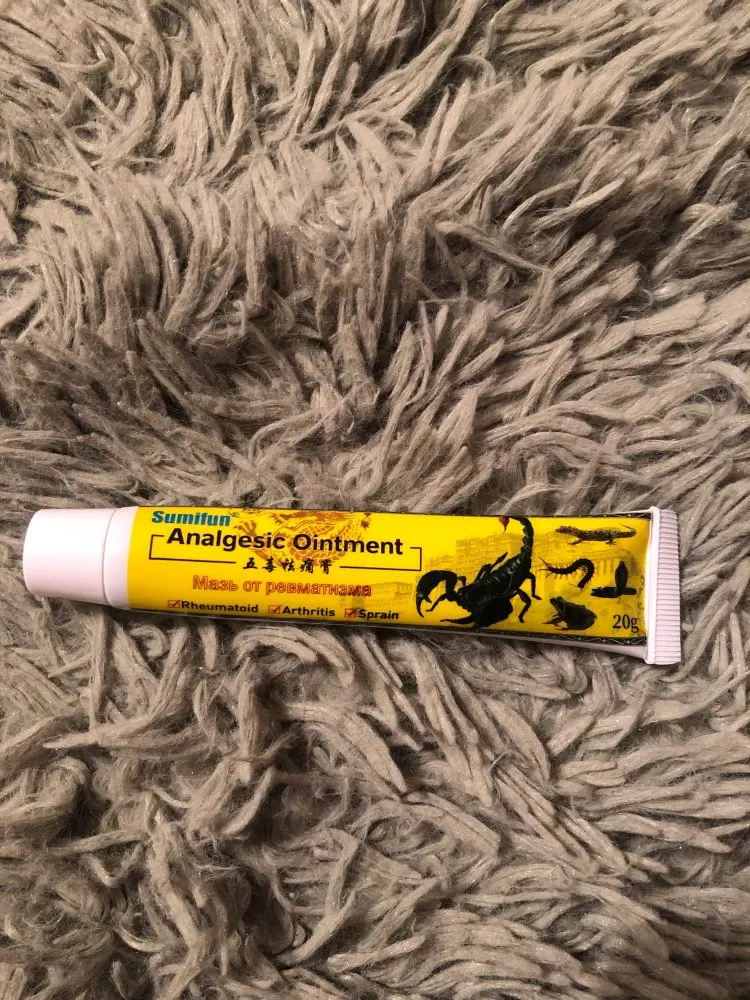 Sumifun®
Analgesic Ointment
五毒祛痛膏
Мазь от ревматизма
Rheumatoid Arthritis Sprain
20g